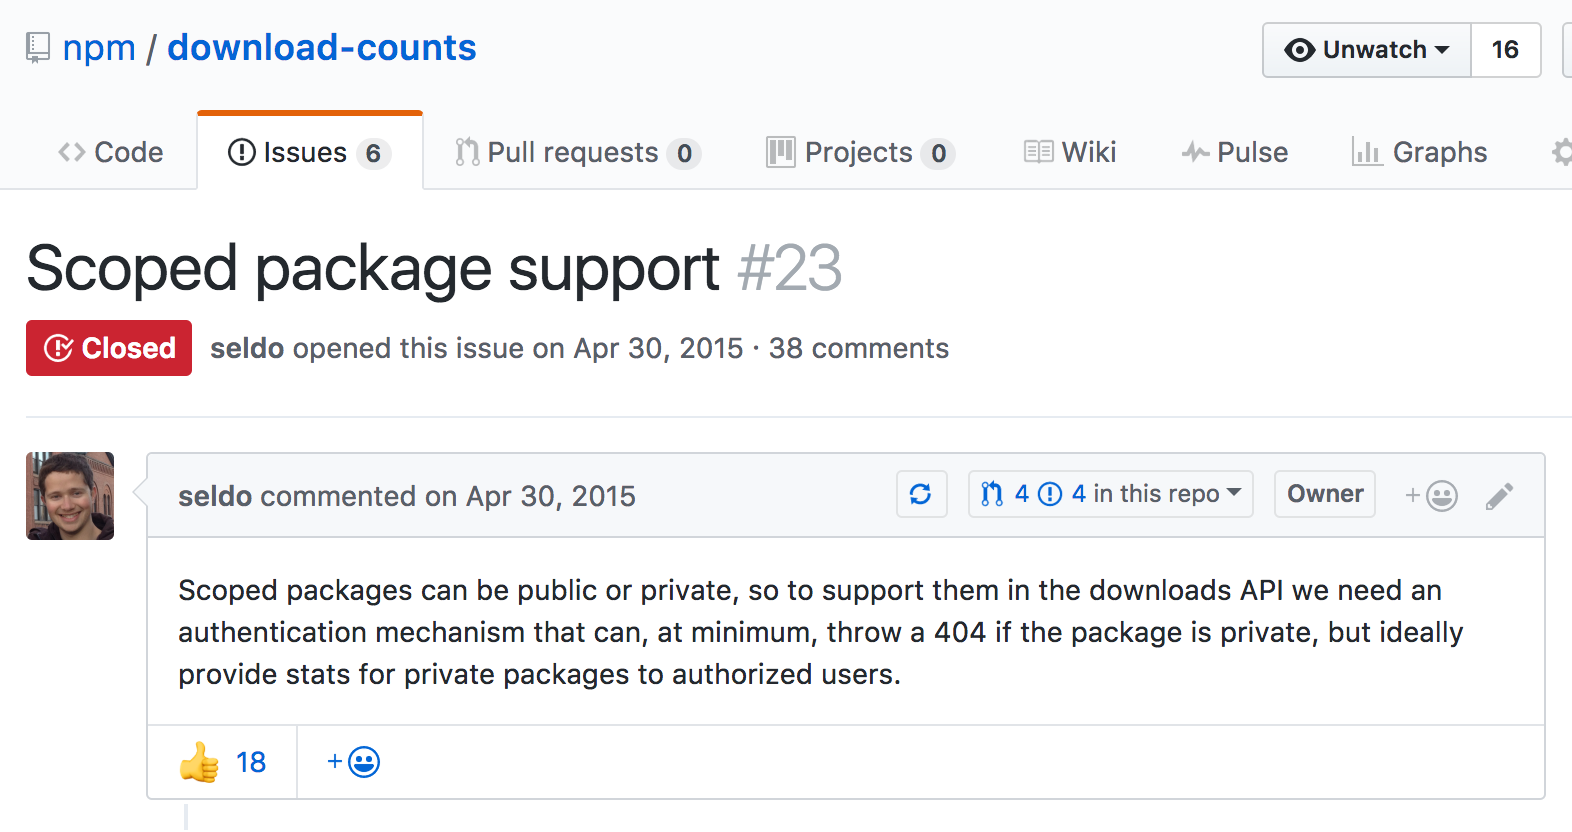 npm / download-counts
Unwatch 16
Code Issues 6 Pull requests 0 Projects 0 Wiki Pulse Graphs
Scoped package support #23
Closed seldo opened this issue on Apr 30, 2015 · 38 comments
seldo commented on Apr 30, 2015 4 4 in this repo Owner +
Scoped packages can be public or private, so to support them in the downloads API we need an
authentication mechanism that can, at minimum, throw a 404 if the package is private, but ideally
provide stats for private packages to authorized users.
👍 18 +